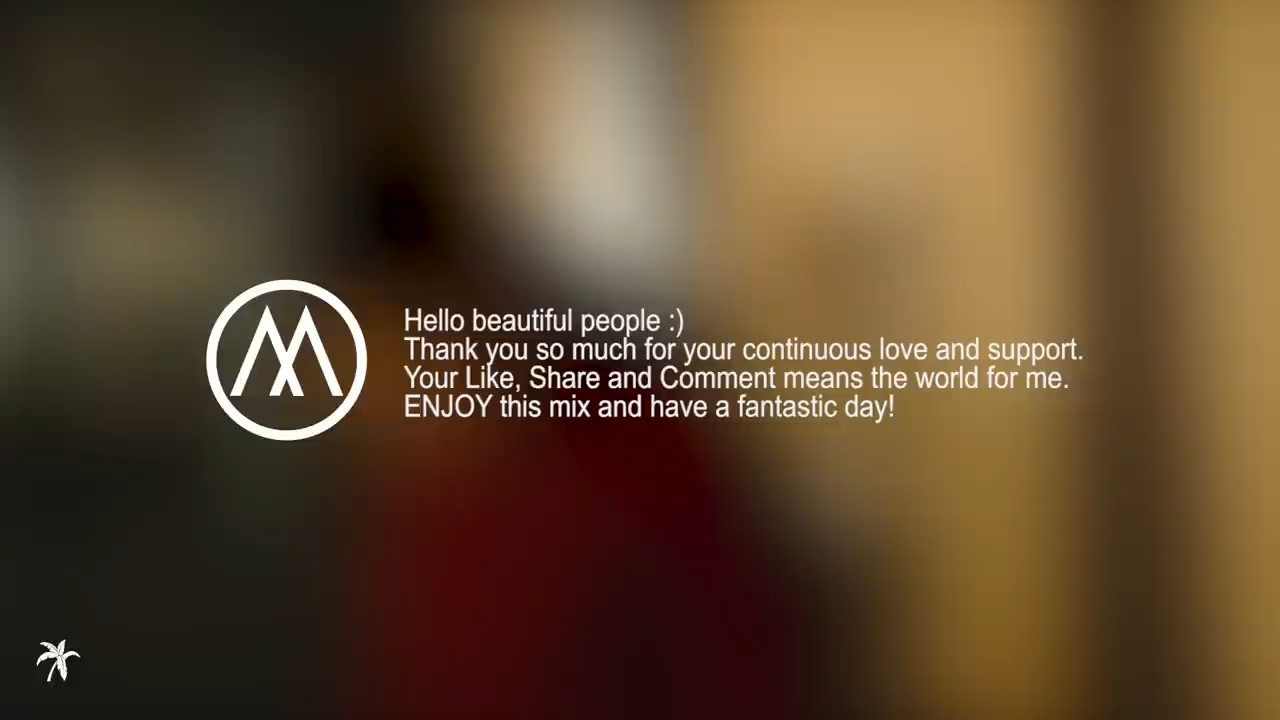 Hello beautiful people :)
Thank you so much for your continuous love and support.
Your Like, Share and Comment means the world for me.
ENJOY this mix and have a fantastic day!